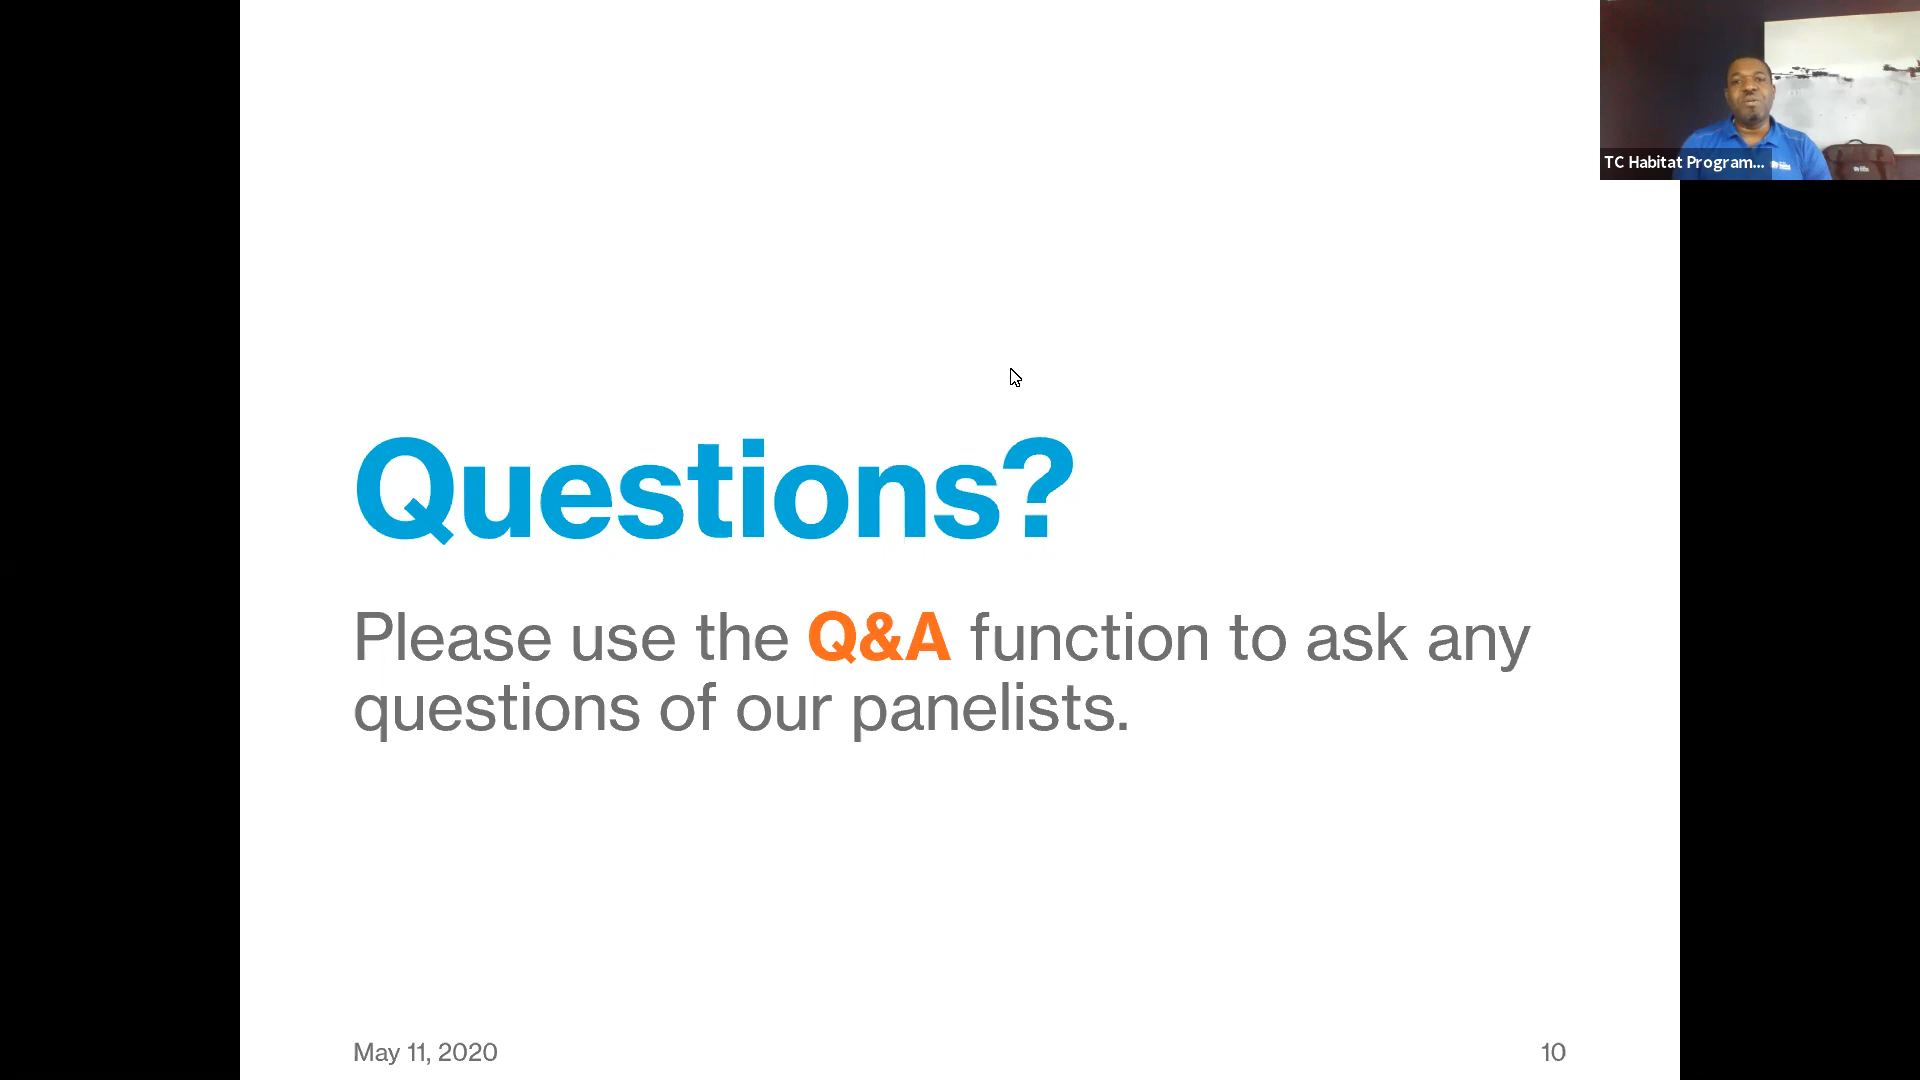 TC Habitat Program...
Questions?
Please use the Q&A function to ask any
questions of our panelists.
May 11, 2020
10